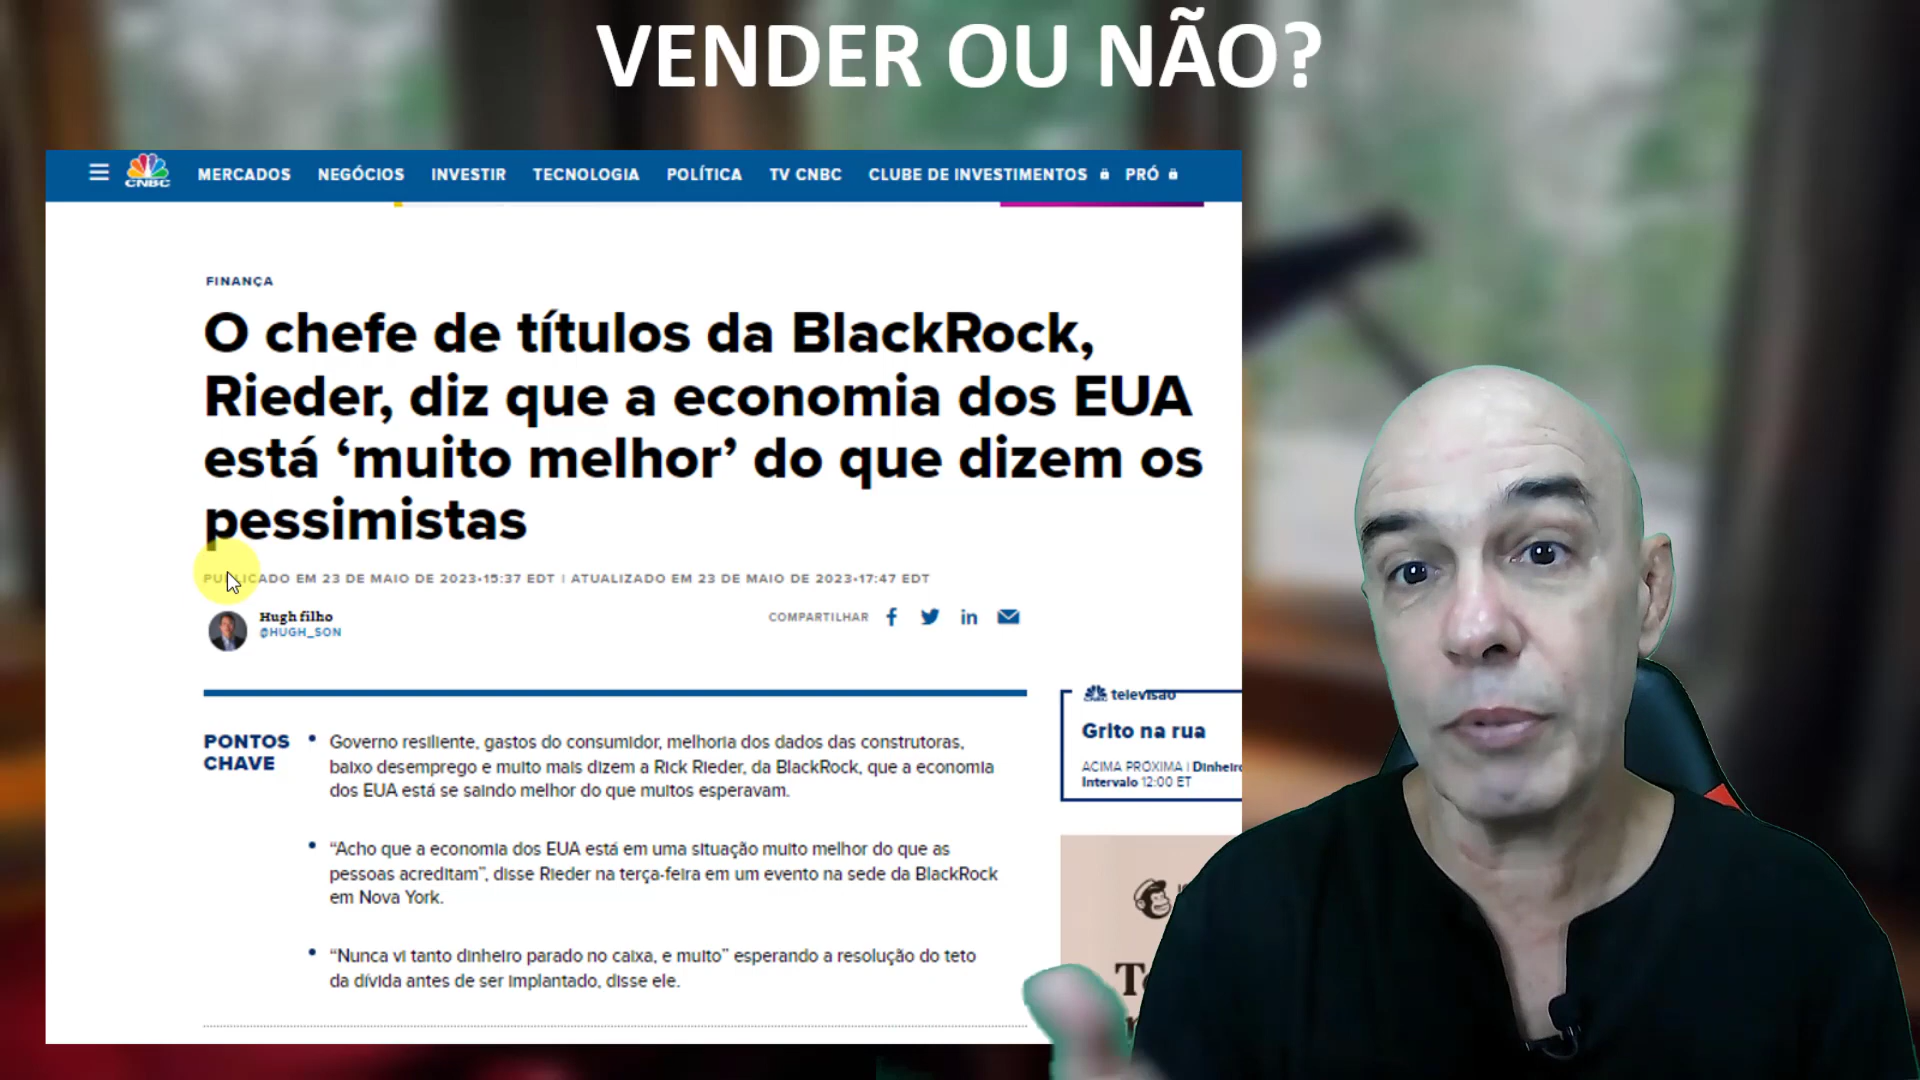 VENDER OU NÃO?
CNBC
MERCADOS NEGÓCIOS INVESTIR TECNOLOGIA POLÍTICA TV CNBC CLUBE DE INVESTIMENTOS PRÓ
FINANÇA
O chefe de títulos da BlackRock,
Rieder, diz que a economia dos EUA
está ‘muito melhor’ do que dizem os
pessimistas
PUBLICADO EM 23 DE MAIO DE 2023•15:37 EDT | ATUALIZADO EM 23 DE MAIO DE 2023•17:47 EDT
Hugh filho
@HUGH_SON
COMPARTILHAR
PONTOS
CHAVE
• Governo resiliente, gastos do consumidor, melhoria dos dados das construtoras,
baixo desemprego e muito mais dizem a Rick Rieder, da BlackRock, que a economia
dos EUA está se saindo melhor do que muitos esperavam.
• “Acho que a economia dos EUA está em uma situação muito melhor do que as
pessoas acreditam”, disse Rieder na terça-feira em um evento na sede da BlackRock
em Nova York.
• “Nunca vi tanto dinheiro parado no caixa, e muito” esperando a resolução do teto
da dívida antes de ser implantado, disse ele.
televisão
Grito na rua
ACIMA PRÓXIMA | Dinheiro
Intervalo 12:00 ET